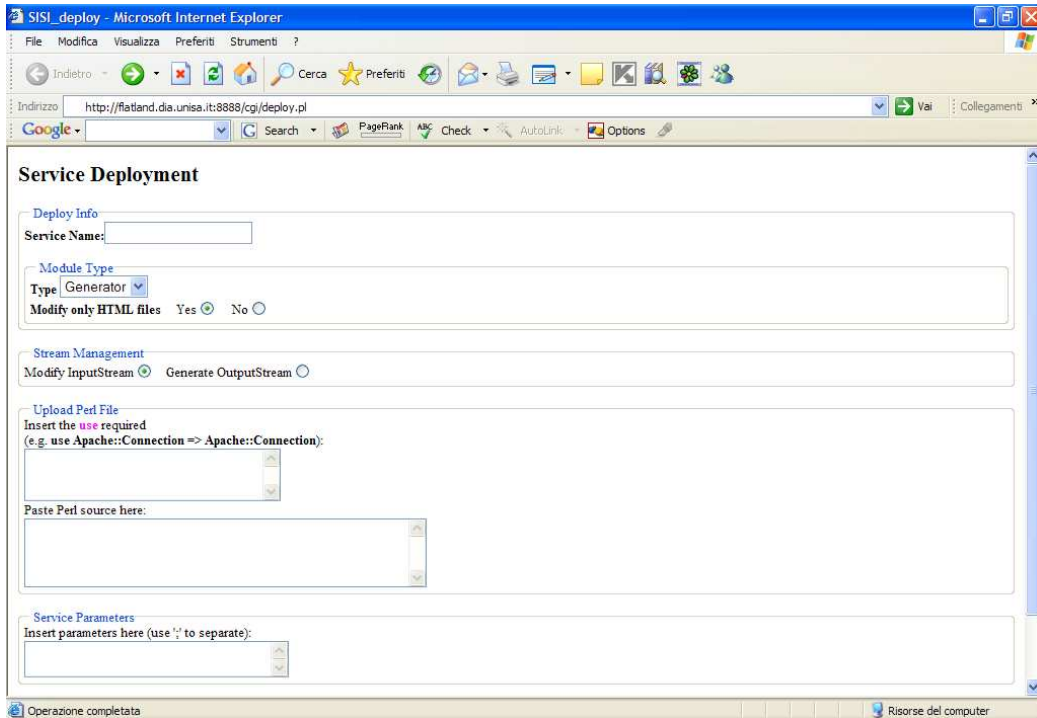 SISI_deploy - Microsoft Internet Explorer
File Modifica Visualizza Preferiti Strumenti ?
Indietro Cerca Preferiti
Indirizzo http://flatland.dia.unisa.it:8888/cgi/deploy.pl Vai Collegamenti »
Google Search PageRank ABC Check AutoLink Options
Service Deployment
Deploy Info
Service Name:
Module Type
Type Generator
Modify only HTML files Yes No
Stream Management
Modify InputStream Generate OutputStream
Upload Perl File
Insert the use required
(e.g. use Apache::Connection => Apache::Connection):
Paste Perl source here:
Service Parameters
Insert parameters here (use ';' to separate):
Operazione completata Risorse del computer